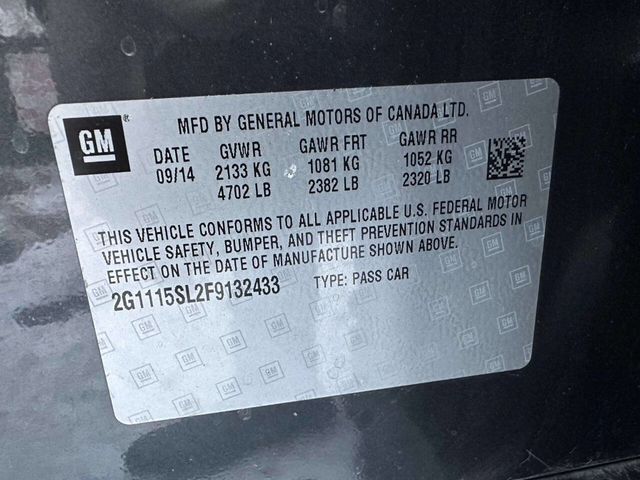 GM ® MFD BY GENERAL MOTORS OF CANADA LTD.
DATE GVWR GAWR FRT GAWR RR
09/14 2133 KG 1081 KG 1052 KG
4702 LB 2382 LB 2320 LB
THIS VEHICLE CONFORMS TO ALL APPLICABLE U.S. FEDERAL MOTOR
VEHICLE SAFETY, BUMPER, AND THEFT PREVENTION STANDARDS IN
EFFECT ON THE DATE OF MANUFACTURE SHOWN ABOVE.
2G1115SL2F9132433 TYPE: PASS CAR